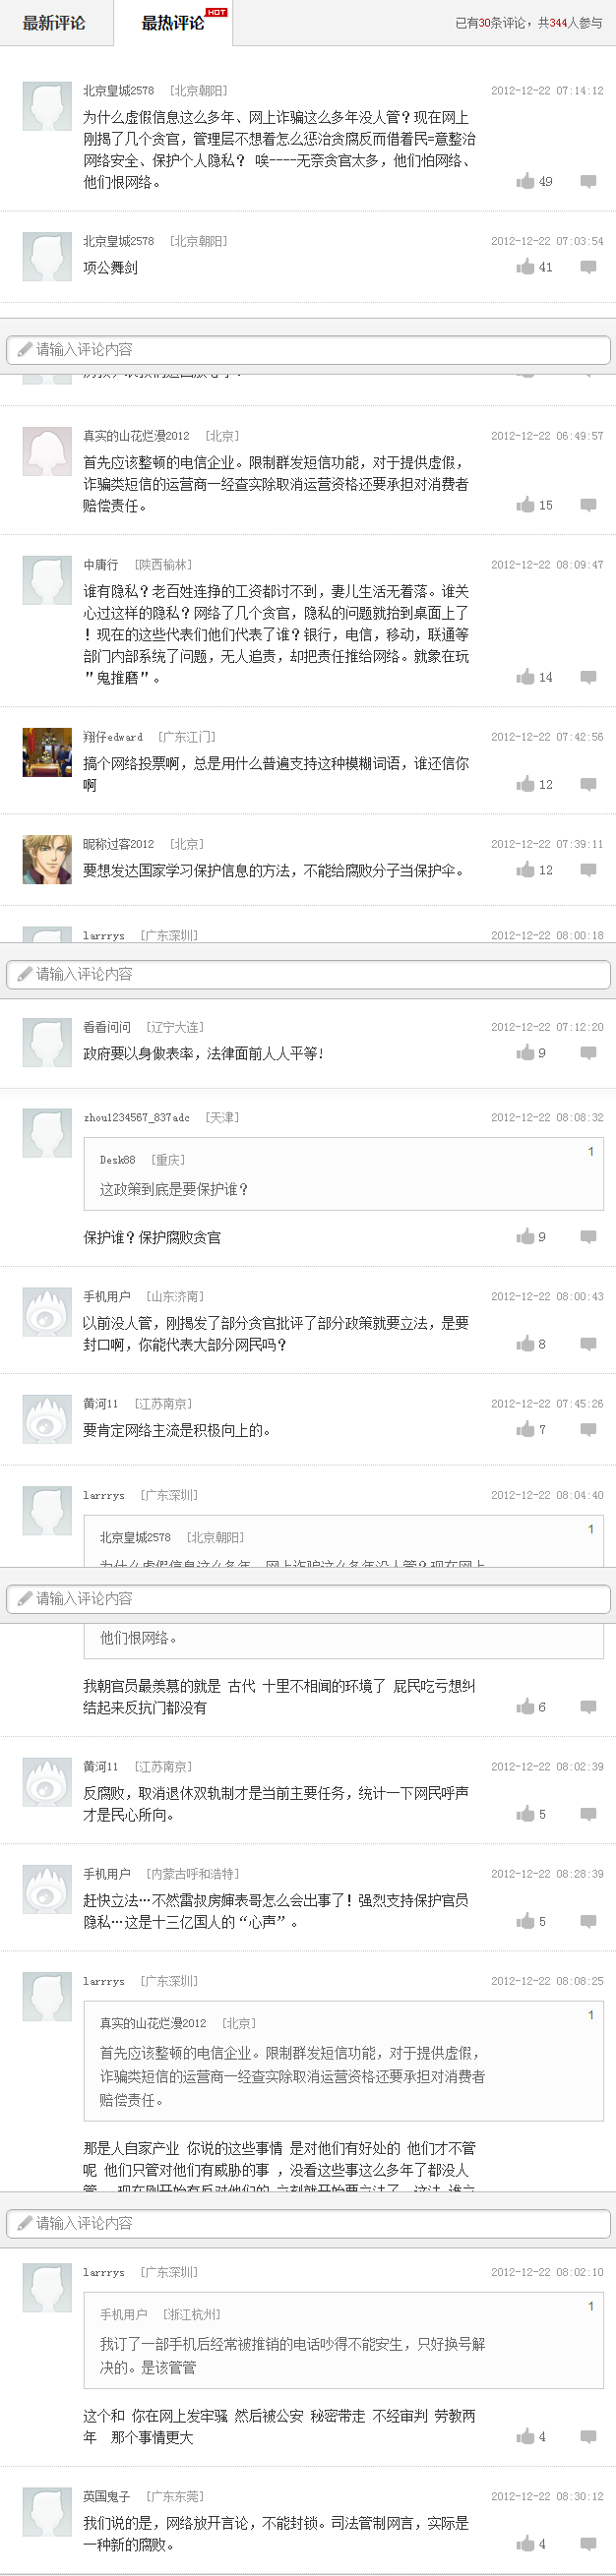 最新评论
最热评论
HOT
已有30条评论，共344人参与
北京皇城2578 [北京朝阳]
2012-12-22 07:14:12
为什么虚假信息这么多年、网上诈骗这么多年没人管？现在网上
刚揭了几个贪官，管理层不想着怎么惩治贪腐反而借着民=意整治
网络安全、保护个人隐私？ 唉----无奈贪官太多，他们怕网络、
他们恨网络。
49
北京皇城2578 [北京朝阳]
2012-12-22 07:03:54
项公舞剑
41
请输入评论内容
真实的山花烂漫2012 [北京]
2012-12-22 06:49:57
首先应该整顿的电信企业。限制群发短信功能，对于提供虚假，
诈骗类短信的运营商一经查实除取消运营资格还要承担对消费者
赔偿责任。
15
中庸行 [陕西榆林]
2012-12-22 08:09:47
谁有隐私？老百姓连挣的工资都讨不到，妻儿生活无着落。谁关
心过这样的隐私？网络了几个贪官，隐私的问题就抬到桌面上了
！现在的这些代表们他们代表了谁？银行，电信，移动，联通等
部门内部系统了问题，无人追责，却把责任推给网络。就象在玩
＂鬼推磨＂。
14
翔仔edward [广东江门]
2012-12-22 07:42:56
搞个网络投票啊，总是用什么普遍支持这种模糊词语，谁还信你
啊
12
昵称过客2012 [北京]
2012-12-22 07:39:11
要想发达国家学习保护信息的方法，不能给腐败分子当保护伞。
12
larrrys [广东深圳]
2012-12-22 08:00:18
请输入评论内容
香香问问 [辽宁大连]
2012-12-22 07:12:20
政府要以身做表率，法律面前人人平等!
9
zhou1234567_837adc [天津]
2012-12-22 08:08:32
Desk88 [重庆]
1
这政策到底是要保护谁？
保护谁？保护腐败贪官
9
手机用户 [山东济南]
2012-12-22 08:00:43
以前没人管，刚揭发了部分贪官批评了部分政策就要立法，是要
封口啊，你能代表大部分网民吗？
8
黄河11 [江苏南京]
2012-12-22 07:45:26
要肯定网络主流是积极向上的。
7
larrrys [广东深圳]
2012-12-22 08:04:40
北京皇城2578 [北京朝阳]
1
为什么虚假信息这么多年、网上诈骗这么多年没人管？现在网上
请输入评论内容
他们恨网络。
我朝官员最羡慕的就是 古代 十里不相闻的环境了 屁民吃亏想纠
结起来反抗门都没有
6
黄河11 [江苏南京]
2012-12-22 08:02:39
反腐败，取消退休双轨制才是当前主要任务，统计一下网民呼声
才是民心所向。
5
手机用户 [内蒙古呼和浩特]
2012-12-22 08:28:39
赶快立法…不然雷叔房婶表哥怎么会出事了！强烈支持保护官员
隐私…这是十三亿国人的“心声”。
5
larrrys [广东深圳]
2012-12-22 08:08:25
真实的山花烂漫2012 [北京]
1
首先应该整顿的电信企业。限制群发短信功能，对于提供虚假，
诈骗类短信的运营商一经查实除取消运营资格还要承担对消费者
赔偿责任。
那是人自家产业 你说的这些事情 是对他们有好处的 他们才不管
呢 他们只管对他们有威胁的事 ，没看这些事这么多年了都没人
请输入评论内容
larrrys [广东深圳]
2012-12-22 08:02:10
手机用户 [浙江杭州]
1
我订了一部手机后经常被推销的电话吵得不能安生，只好换号解
决的。是该管管
这个和 你在网上发牢骚 然后被公安 秘密带走 不经审判 劳教两
年 那个事情更大
4
英国鬼子 [广东东莞]
2012-12-22 08:30:12
我们说的是，网络放开言论，不能封锁。司法管制网言，实际是
一种新的腐败。
4